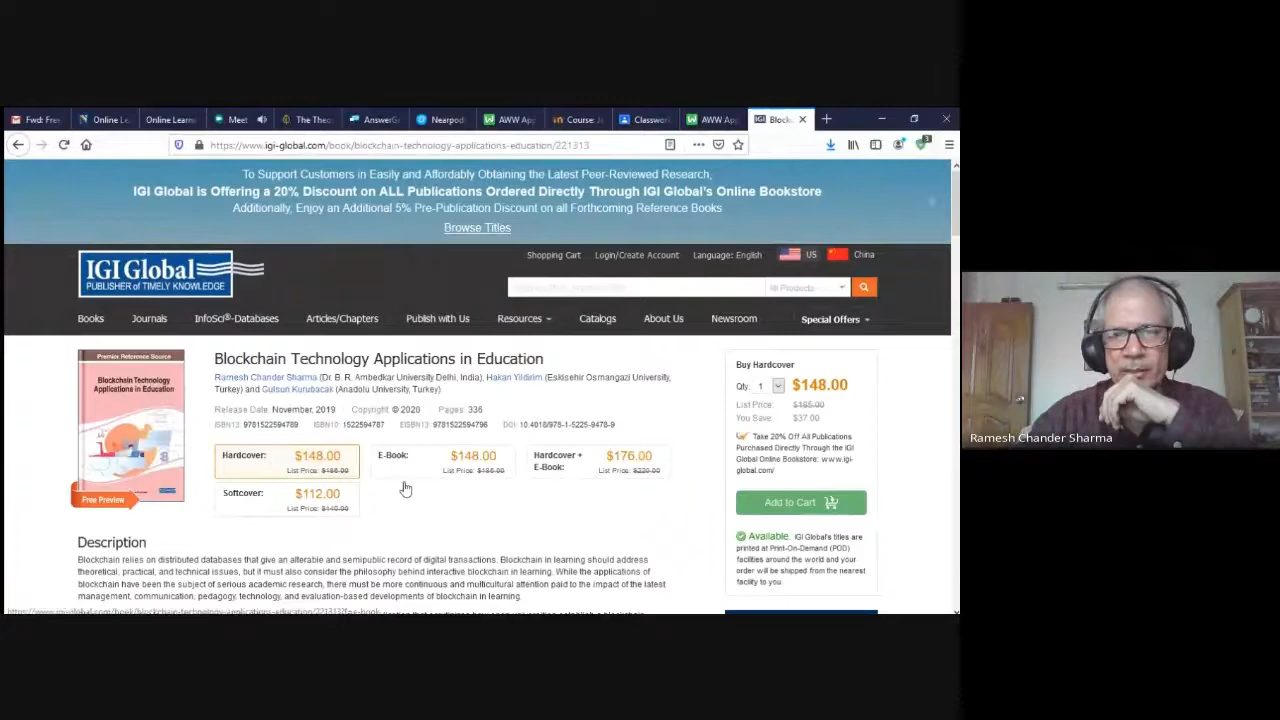 Fwd: Fre
Online Le
Online Learni
Meet
The Theo
AnswerG
Nearpod
AWW Ap
Course: J
Classwor
AWW Ap
Block
https://www.igi-global.com/book/blockchain-technology-applications-education/221313
To Support Customers in Easily and Affordably Obtaining the Latest Peer-Reviewed Research,
IGI Global is Offering a 20% Discount on ALL Publications Ordered Directly Through IGI Global's Online Bookstore
Additionally, Enjoy an Additional 5% Pre-Publication Discount on all Forthcoming Reference Books
Browse Titles
Shopping Cart Login/Create Account Language: English US China
IGI Global
PUBLISHER of TIMELY KNOWLEDGE
All Products
Books Journals InfoSci®-Databases Articles/Chapters Publish with Us Resources Catalogs About Us Newsroom Special Offers
Premier Reference Source
Blockchain Technology
Applications in Education
Free Preview
Blockchain Technology Applications in Education
Ramesh Chander Sharma (Dr. B. R. Ambedkar University Delhi, India), Hakan Yildirim (Eskisehir Osmangazi University,
Turkey) and Gulsun Kurubacak (Anadolu University, Turkey)
Release Date: November, 2019 Copyright © 2020 Pages: 336
ISBN13: 9781522594789 ISBN10: 1522594787 EISBN13: 9781522594796 DOI: 10.4018/978-1-5225-9478-9
Hardcover: $148.00
List Price: $185.00
E-Book: $148.00
List Price: $185.00
Hardcover + $176.00
E-Book: List Price: $220.00
Softcover: $112.00
List Price: $140.00
Buy Hardcover
Qty: 1 $148.00
List Price: $185.00
You Save: $37.00
Take 20% Off All Publications
Purchased Directly Through the IGI
Global Online Bookstore: www.igi-
global.com/
Add to Cart
Available. IGI Global's titles are
printed at Print-On-Demand (POD)
facilities around the world and your
order will be shipped from the nearest
facility to you.
Description
Blockchain relies on distributed databases that give an alterable and semipublic record of digital transactions. Blockchain in learning should address
theoretical, practical, and technical issues, but it must also consider the philosophy behind interactive blockchain in learning. While the applications of
blockchain have been the subject of serious academic research, there must be more continuous and multicultural attention paid to the impact of the latest
management, communication, pedagogy, technology, and evaluation-based developments of blockchain in learning.
https://www.igi-global.com/book/blockchain-technology-applications-education/221313?f=e-book
Ramesh Chander Sharma